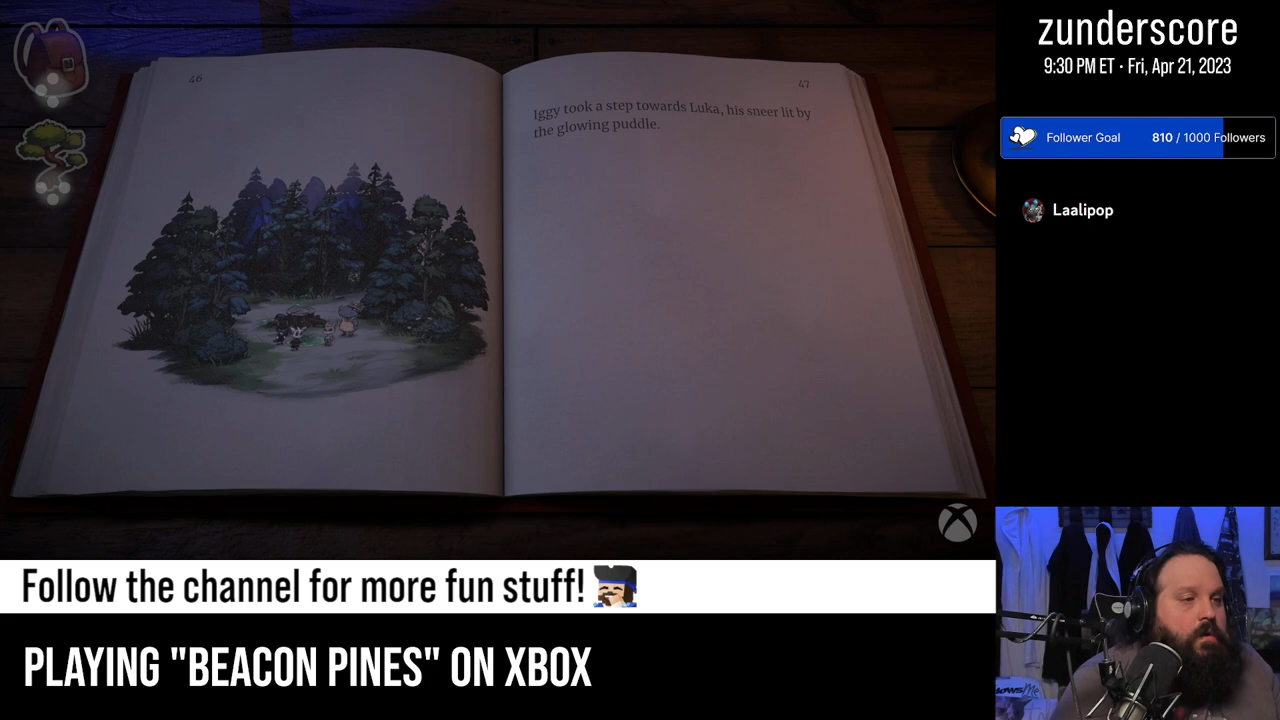 zunderscore
9:30 PM ET · Fri, Apr 21, 2023
Follower Goal 810 / 1000 Followers
Laalipop
46
47
Iggy took a step towards Luka, his sneer lit by
the glowing puddle.
Follow the channel for more fun stuff!
PLAYING "BEACON PINES" ON XBOX